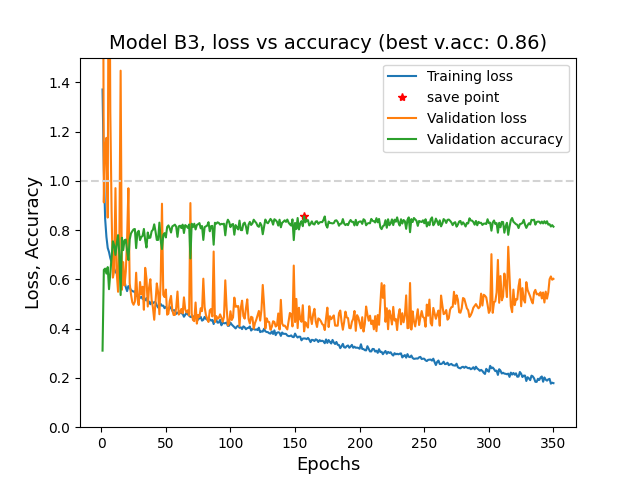 Model B3, loss vs accuracy (best v.acc: 0.86)
Training loss
save point
Validation loss
Validation accuracy
Loss, Accuracy
1.4
1.2
1.0
0.8
0.6
0.4
0.2
0.0
0 50 100 150 200 250 300 350
Epochs